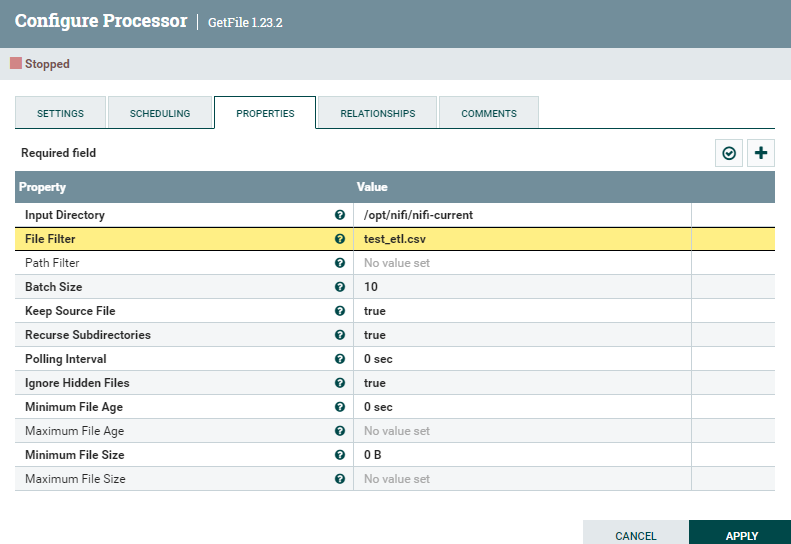 Configure Processor | GetFile 1.23.2
Stopped
SETTINGS SCHEDULING PROPERTIES RELATIONSHIPS COMMENTS
Required field
Property Value
Input Directory /opt/nifi/nifi-current
File Filter test_etl.csv
Path Filter No value set
Batch Size 10
Keep Source File true
Recurse Subdirectories true
Polling Interval 0 sec
Ignore Hidden Files true
Minimum File Age 0 sec
Maximum File Age No value set
Minimum File Size 0 B
Maximum File Size No value set
CANCEL APPLY